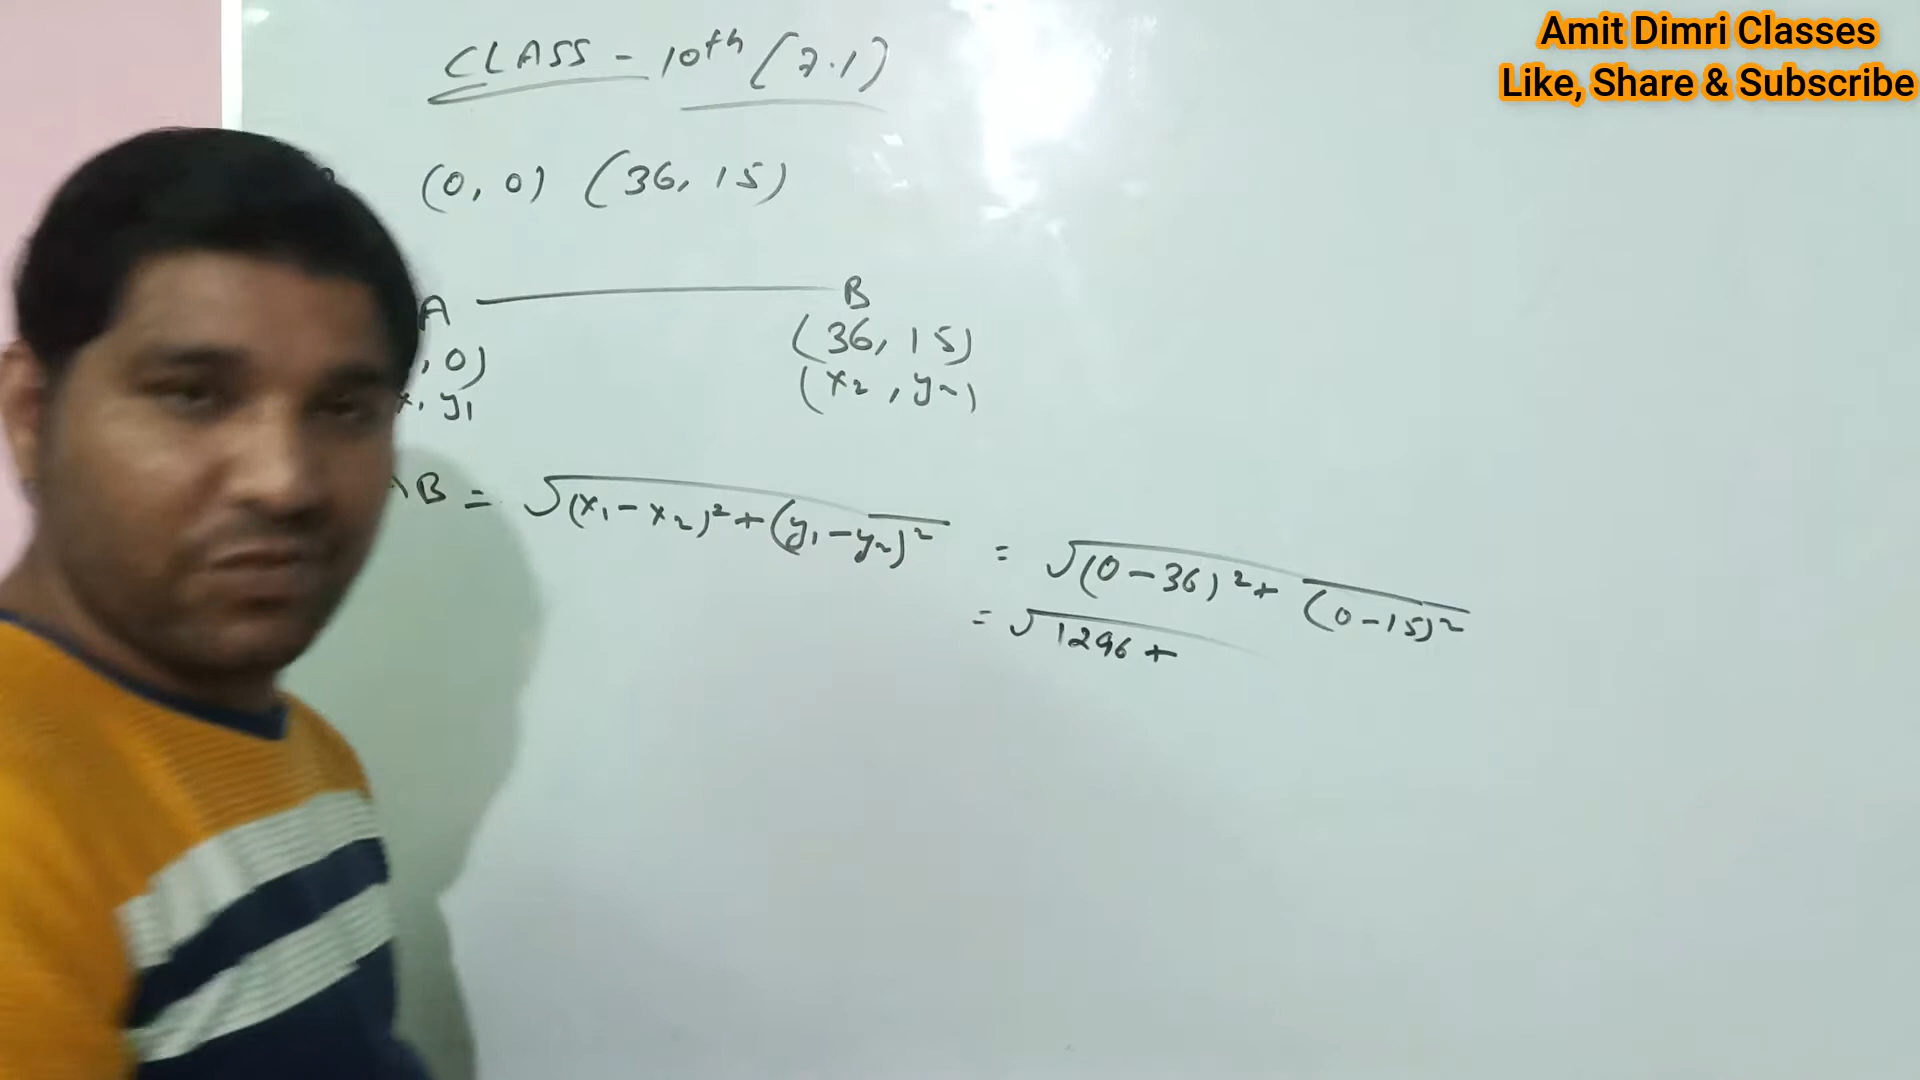 Amit Dimri Classes
Like, Share & Subscribe
CLASS - 10th (7.1)
(0, 0) (36, 15)
A B
, 0) (36, 15)
, y1 (x2, y2)
B = √(x1 - x2)² + (y1 - y2)² = √(0 - 36)² + (0 - 15)²
= √1296 +